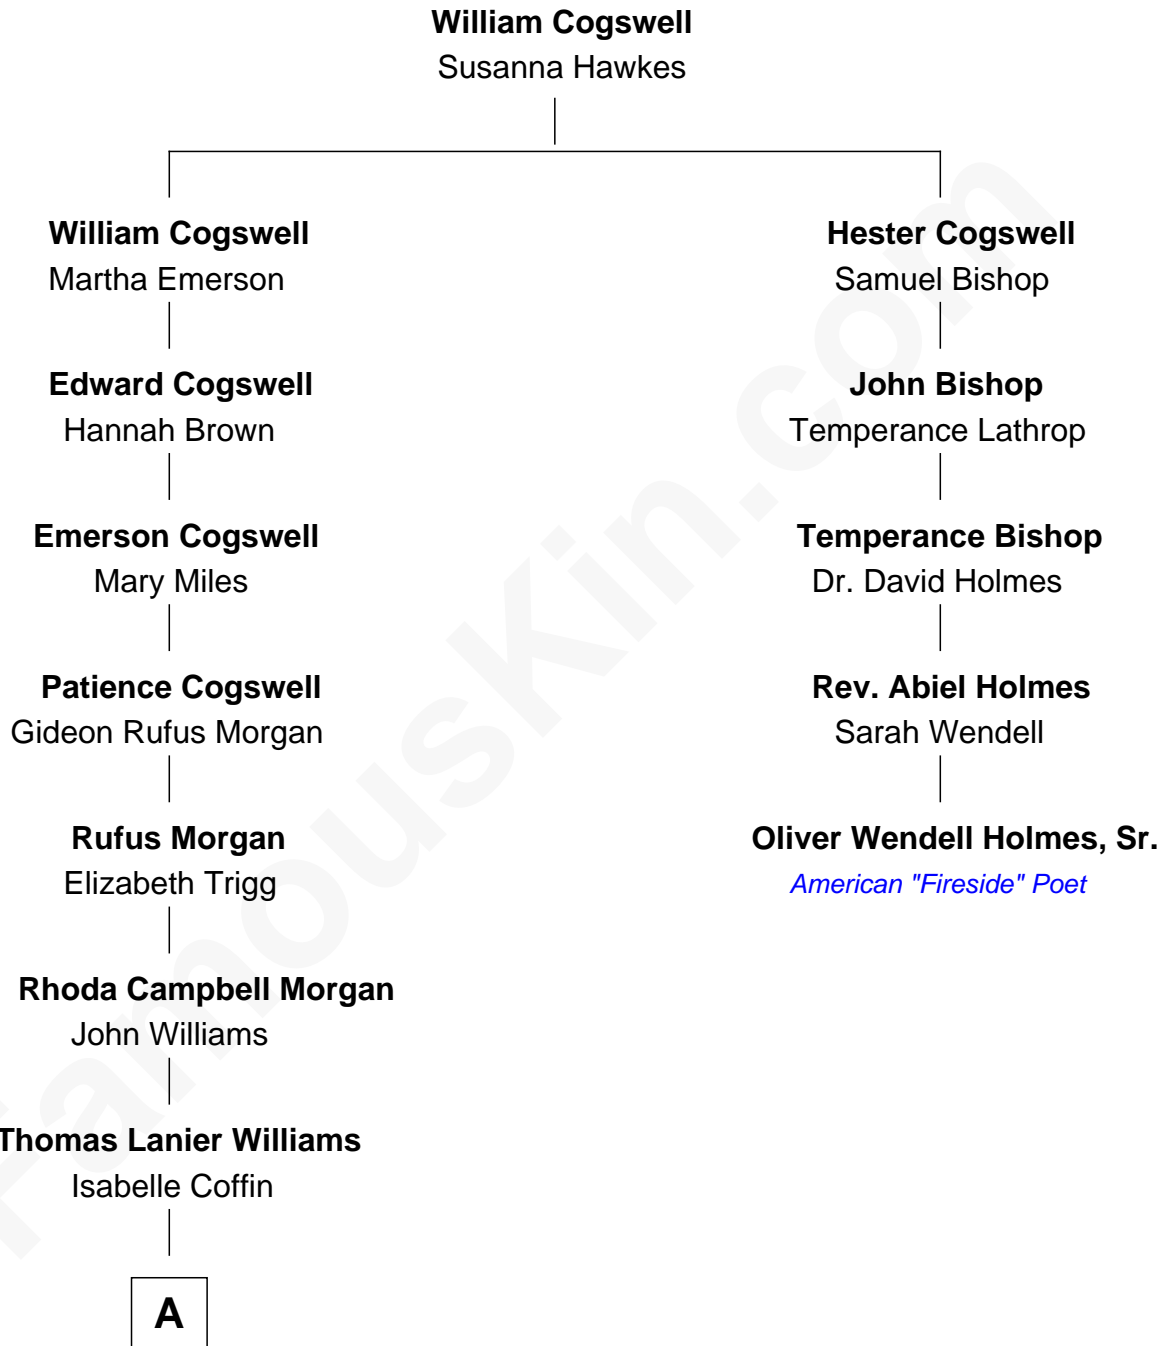 William Cogswell
Susanna Hawkes
William Cogswell
Martha Emerson
Edward Cogswell
Hannah Brown
Emerson Cogswell
Mary Miles
Patience Cogswell
Gideon Rufus Morgan
Rufus Morgan
Elizabeth Trigg
Rhoda Campbell Morgan
John Williams
Thomas Lanier Williams
Isabelle Coffin
A
Hester Cogswell
Samuel Bishop
John Bishop
Temperance Lathrop
Temperance Bishop
Dr. David Holmes
Rev. Abiel Holmes
Sarah Wendell
Oliver Wendell Holmes, Sr.
American "Fireside" Poet
FamousKin.com